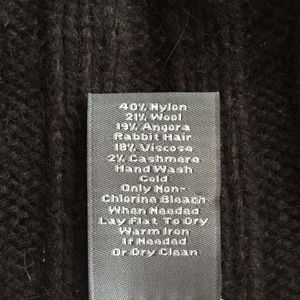 40% Nylon
21% Wool
19% Angora
Rabbit Hair
18% Viscose
2% Cashmere
Hand Wash
Cold
Only Non-
Chlorine Bleach
When Needed
Lay Flat To Dry
Warm Iron
If Needed
Or Dry Clean